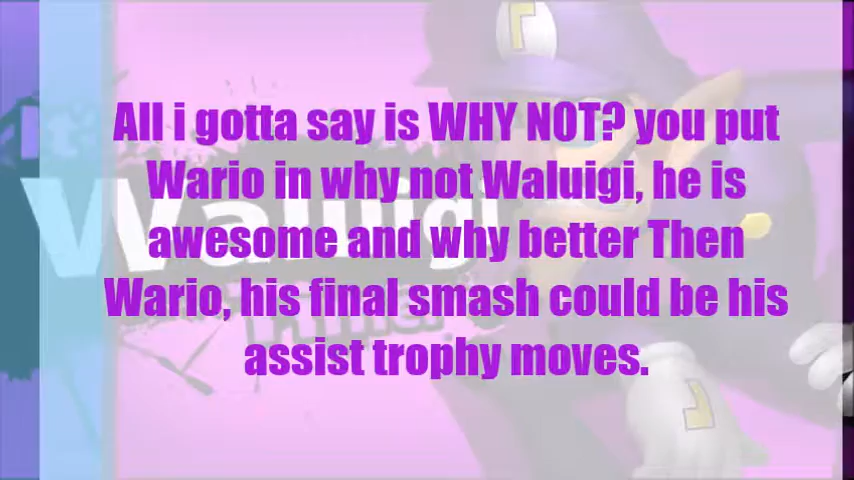 All i gotta say is WHY NOT? you put
Wario in why not Waluigi, he is
awesome and why better Then
Wario, his final smash could be his
assist trophy moves.
Waluigi